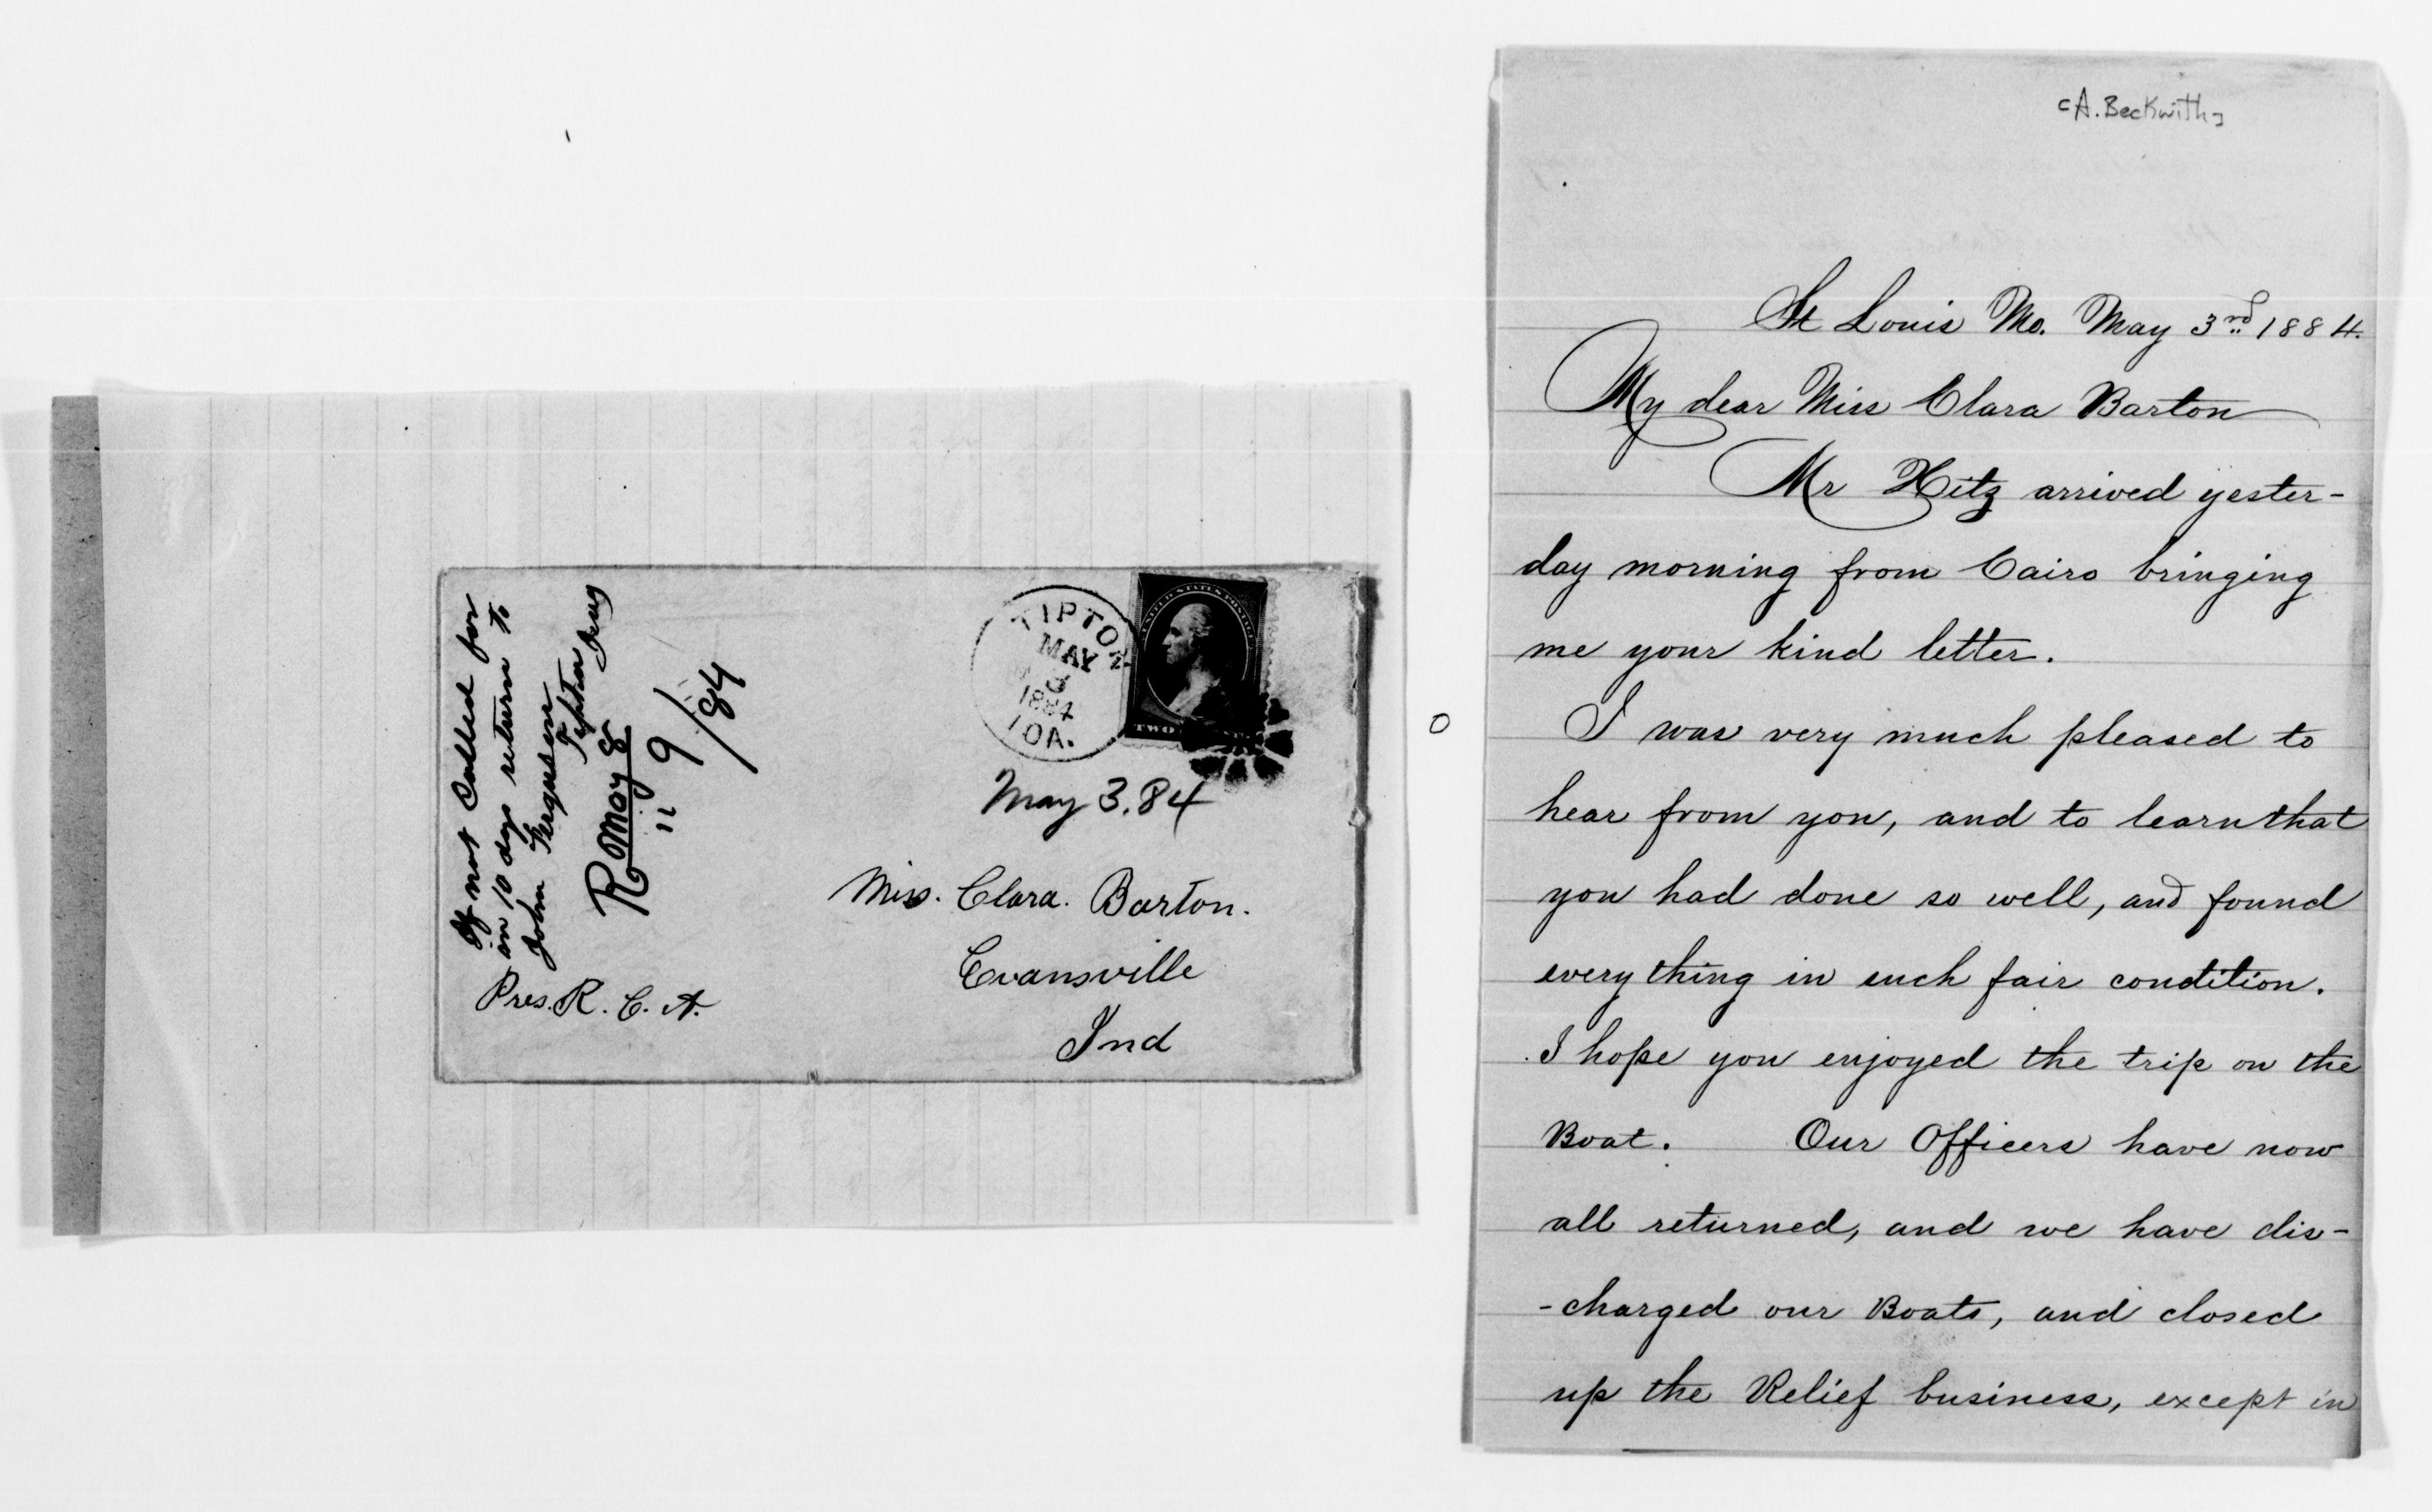 If not Called for
in 10 days return to
John Ferguson
Tipton
R May 8
" 9 / 84
Pres. R. C. A.
TIPTON
MAY
3
1884
IOA.
UNITED STATES POSTAGE
TWO
May 3. 84
Miss. Clara. Barton.
Evansville
Ind
[A. Beckwith]
St Louis Mo. May 3rd 1884.
My dear Miss Clara Barton
Mr Hitz arrived yester-
day morning from Cairo bringing
me your kind letter.
I was very much pleased to
hear from you, and to learn that
you had done so well, and found
every thing in such fair condition.
I hope you enjoyed the trip on the
Boat. Our Officers have now
all returned, and we have dis-
-charged our Boats, and closed
up the Relief business, except in